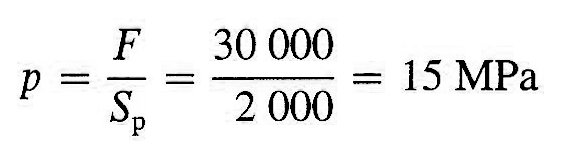 p = F / Sp = 30 000 / 2 000 = 15 MPa